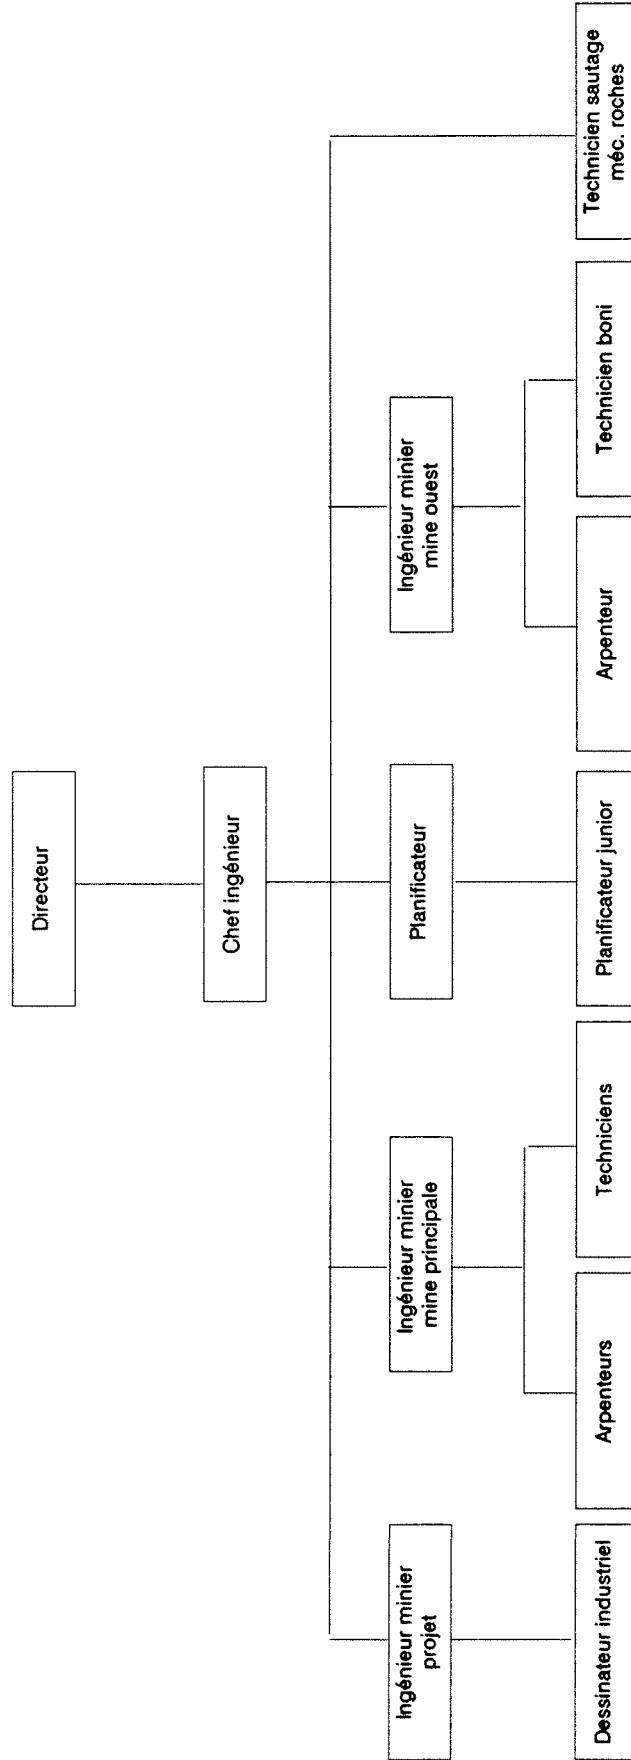 Directeur
Chef ingénieur
Ingénieur minier
projet
Ingénieur minier
mine principale
Planificateur
Ingénieur minier
mine ouest
Dessinateur industriel
Arpenteurs
Techniciens
Planificateur junior
Arpenteur
Technicien boni
Technicien sautage
méc. roches